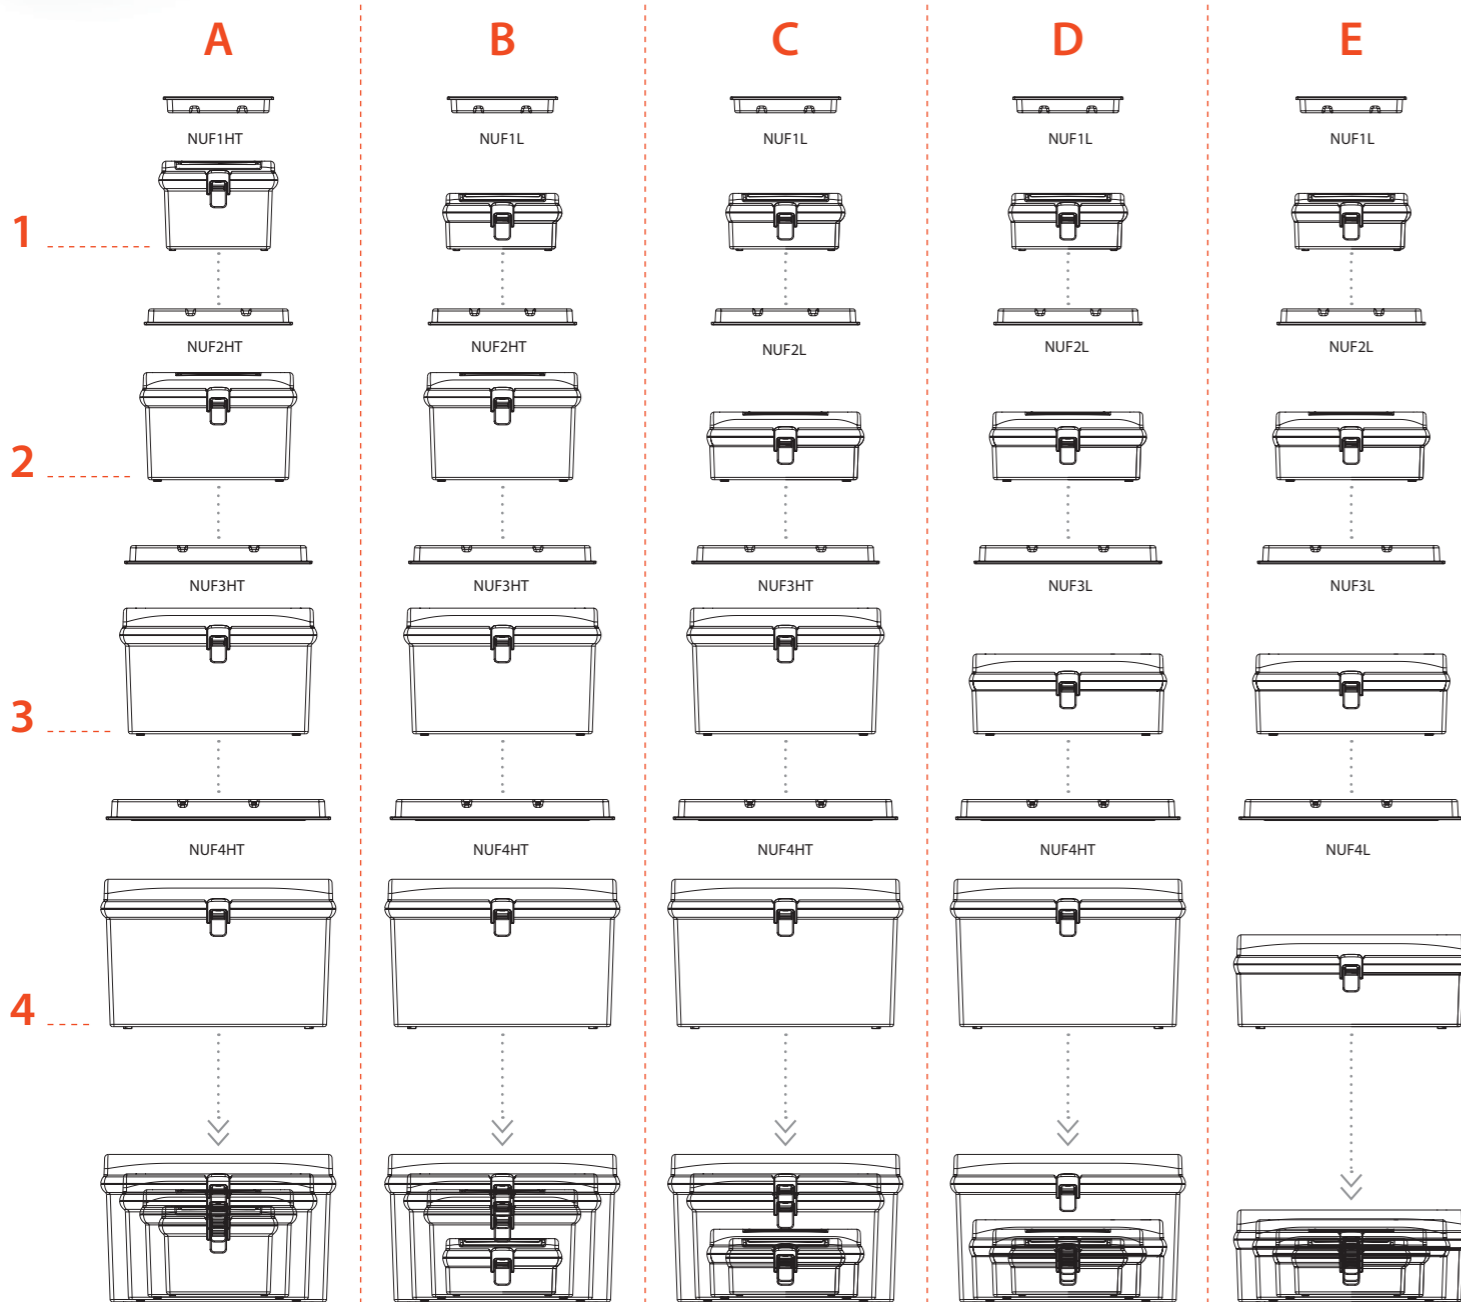 A B C D E
NUF1HT NUF1L NUF1L NUF1L NUF1L
1
NUF2HT NUF2HT NUF2L NUF2L NUF2L
2
NUF3HT NUF3HT NUF3HT NUF3L NUF3L
3
NUF4HT NUF4HT NUF4HT NUF4HT NUF4L
4